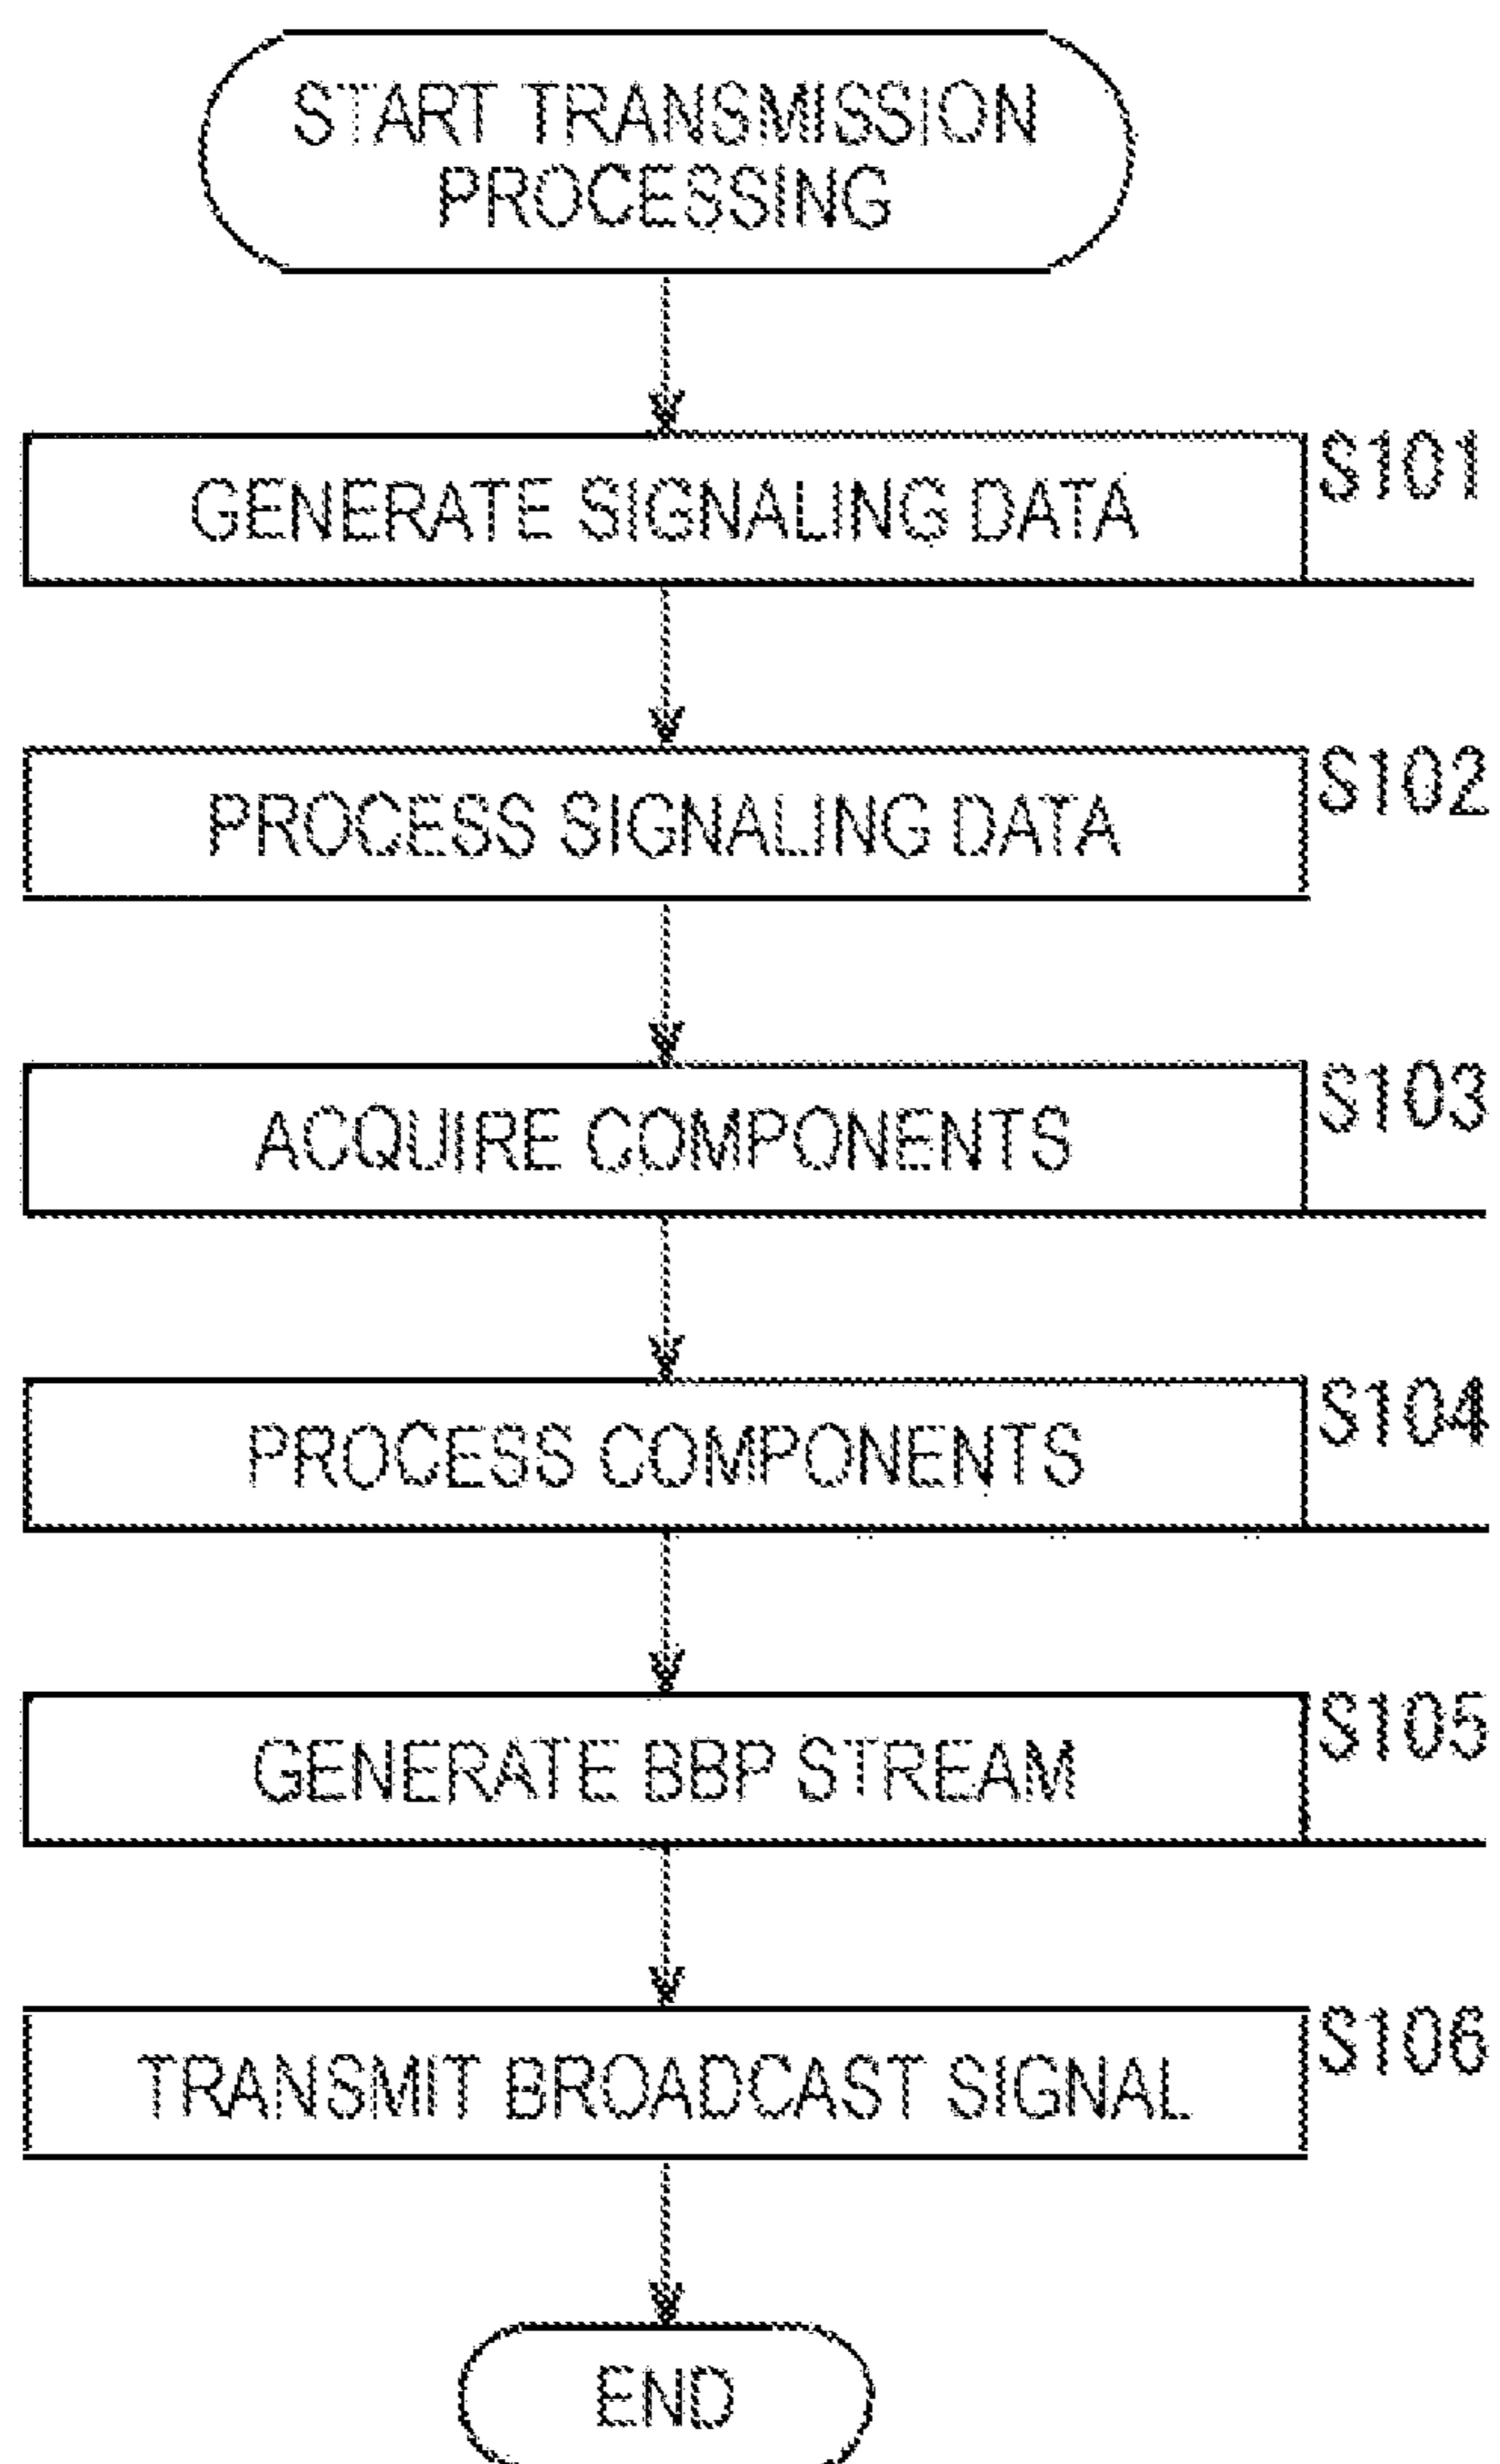 START TRANSMISSION
PROCESSING
GENERATE SIGNALING DATA
S101
PROCESS SIGNALING DATA
S102
ACQUIRE COMPONENTS
S103
PROCESS COMPONENTS
S104
GENERATE BBP STREAM
S105
TRANSMIT BROADCAST SIGNAL
S106
END